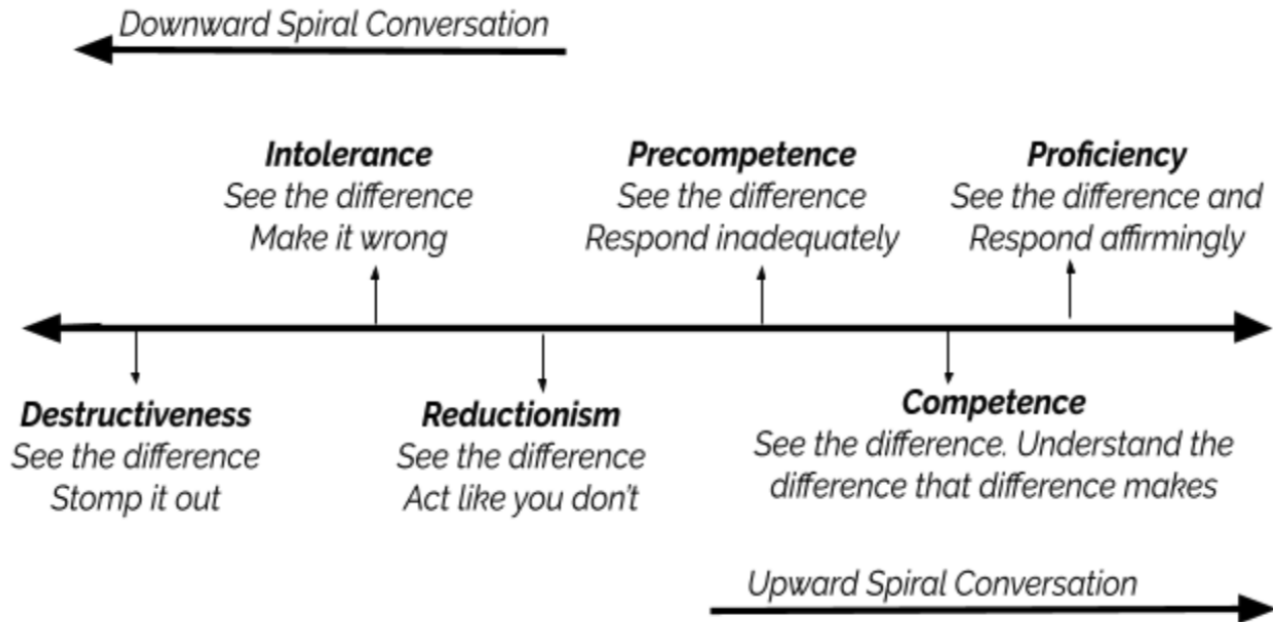 Downward Spiral Conversation
Intolerance
See the difference
Make it wrong
Precompetence
See the difference
Respond inadequately
Proficiency
See the difference and
Respond affirmingly
Destructiveness
See the difference
Stomp it out
Reductionism
See the difference
Act like you don't
Competence
See the difference. Understand the
difference that difference makes
Upward Spiral Conversation